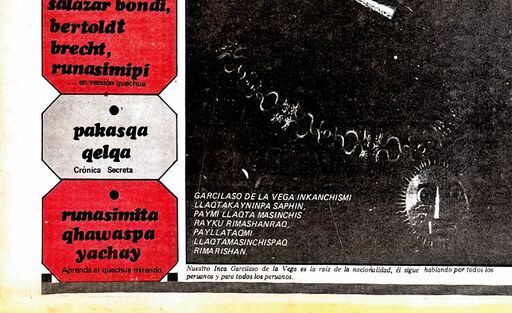 salazar bondi,
bertoldt
brecht,
runasimipi
...en versión quechua
pakasqa
qelqa
Crónica Secreta
runasimita
qhawaspa
yachay
Aprenda el quechua mirando
GARCILASO DE LA VEGA INKANCHISMI
LLAQTAKAYNINPA SAPHIN,
PAYMI LLAQTA MASINCHIS
RAYKU RIMASHANRAQ,
PAYLLATAQMI
LLAQTAMASINCHISPAQ
RIMARISHAN.
Nuestro Inca Garcilaso de la Vega es la raíz de la nacionalidad, él sigue hablando por todos los
peruanos y para todos los peruanos.